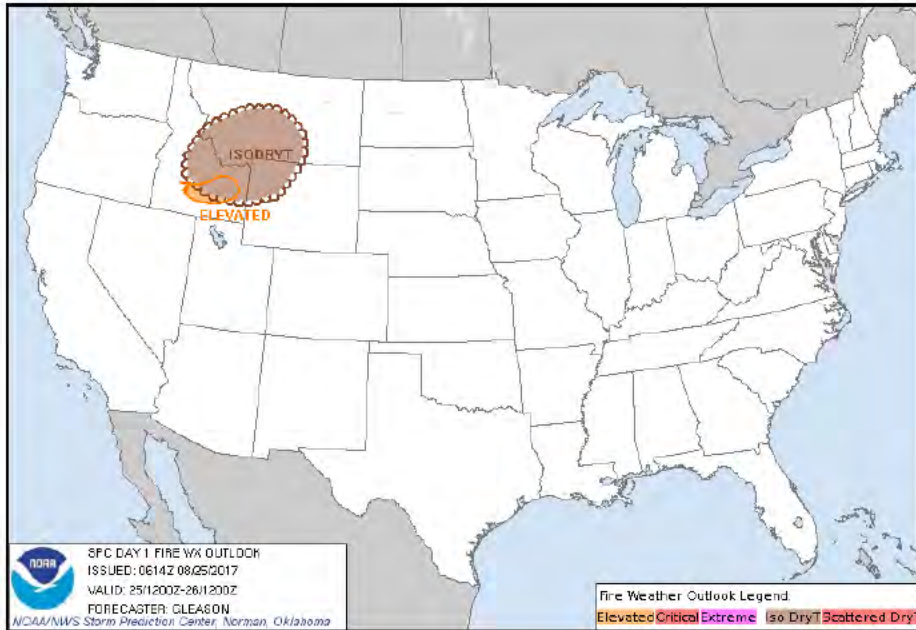 ISODRYT
ELEVATED
NOAA
SPC DAY 1 FIRE WX OUTLOOK
ISSUED: 0614Z 08/25/2017
VALID: 25/1200Z-26/1200Z
FORECASTER: GLEASON
NOAA/NWS Storm Prediction Center, Norman, Oklahoma
Fire Weather Outlook Legend
Elevated Critical Extreme Iso DryT Scattered DryT